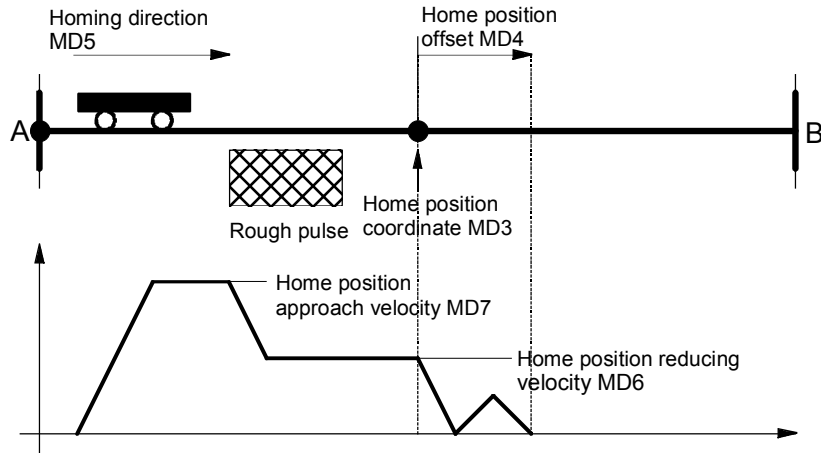 Homing direction
MD5
Home position
offset MD4
A
B
Rough pulse
Home position
coordinate MD3
Home position
approach velocity MD7
Home position reducing
velocity MD6